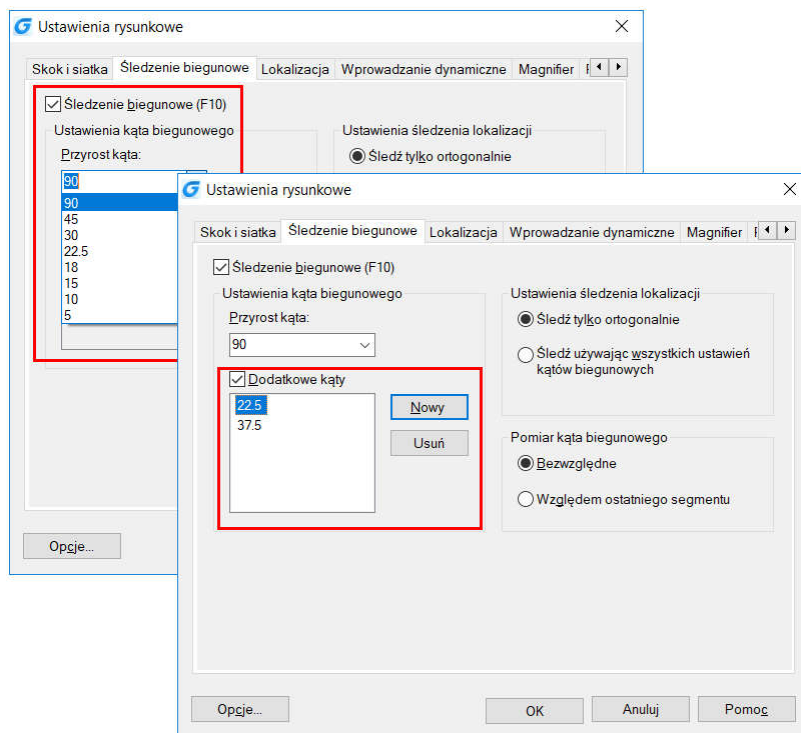 Ustawienia rysunkowe
Skok i siatka Śledzenie biegunowe Lokalizacja Wprowadzanie dynamiczne Magnifier
Śledzenie biegunowe (F10)
Ustawienia kąta biegunowego
Ustawienia śledzenia lokalizacji
Przyrost kąta:
Śledź tylko ortogonalnie
90
90
45
30
22.5
18
15
10
5
Opcje...
Ustawienia rysunkowe
Skok i siatka Śledzenie biegunowe Lokalizacja Wprowadzanie dynamiczne Magnifier
Śledzenie biegunowe (F10)
Ustawienia kąta biegunowego
Przyrost kąta:
90
Dodatkowe kąty
22.5
37.5
Nowy
Usuń
Ustawienia śledzenia lokalizacji
Śledź tylko ortogonalnie
Śledź używając wszystkich ustawień
kątów biegunowych
Pomiar kąta biegunowego
Bezwzględne
Względem ostatniego segmentu
Opcje...
OK
Anuluj
Pomoc